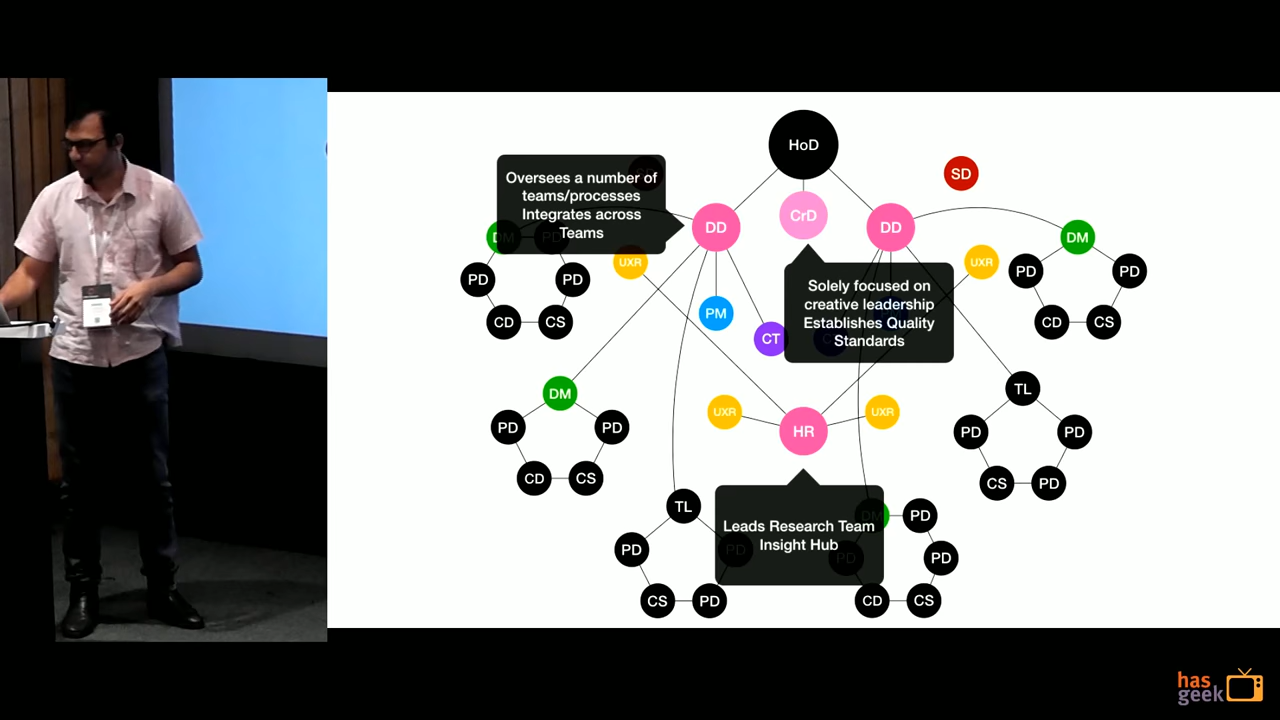 HoD
SD
Oversees a number of
teams/processes
Integrates across
Teams
CrD
DD
DD
DM
PD
DM
UXR
UXR
PD
PD
PD
PD
Solely focused on
creative leadership
Establishes Quality
Standards
PM
CD
CS
CT
CD
CS
DM
TL
UXR
HR
UXR
PD
PD
PD
PD
CD
CS
CS
PD
TL
Leads Research Team
Insight Hub
DM
PD
PD
PD
PD
PD
CS
PD
CD
CS
has
geek